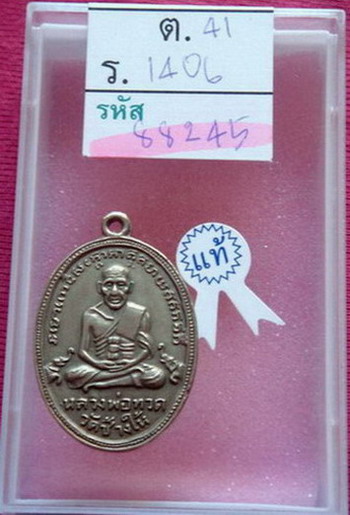 ต. 41
ร. 1406
รหัส
88245
แท้
หลวงพ่อทวด
วัดช้างให้